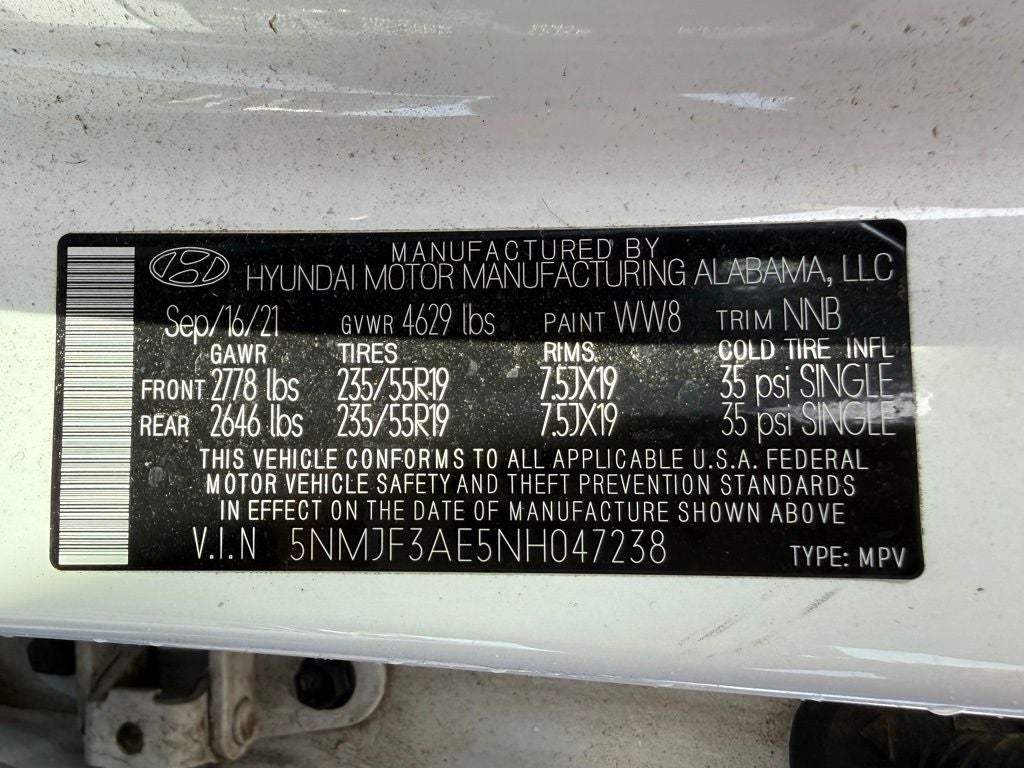 MANUFACTURED BY
HYUNDAI MOTOR MANUFACTURING ALABAMA, LLC
Sep/16/21 GVWR 4629 lbs PAINT WW8 TRIM NNB
GAWR TIRES RIMS COLD TIRE INFL
FRONT 2778 lbs 235/55R19 7.5JX19 35 psi SINGLE
REAR 2646 lbs 235/55R19 7.5JX19 35 psi SINGLE
THIS VEHICLE CONFORMS TO ALL APPLICABLE U.S.A. FEDERAL
MOTOR VEHICLE SAFETY AND THEFT PREVENTION STANDARDS
IN EFFECT ON THE DATE OF MANUFACTURE SHOWN ABOVE
V.I.N 5NMJF3AE5NH047238 TYPE: MPV